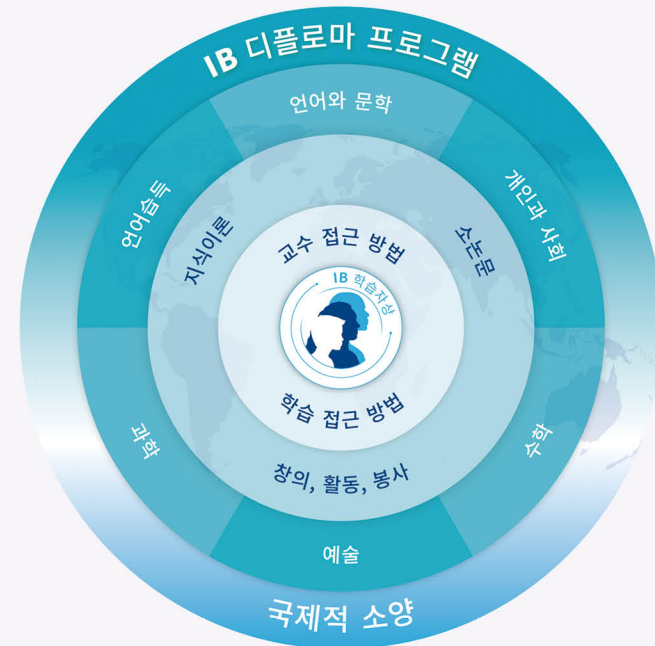 IB 디플로마 프로그램
언어와 문학
언어습득
개인과 사회
지식이론
소논문
교수 접근 방법
IB 학습자상
학습 접근 방법
과학
수학
창의, 활동, 봉사
예술
국제적 소양